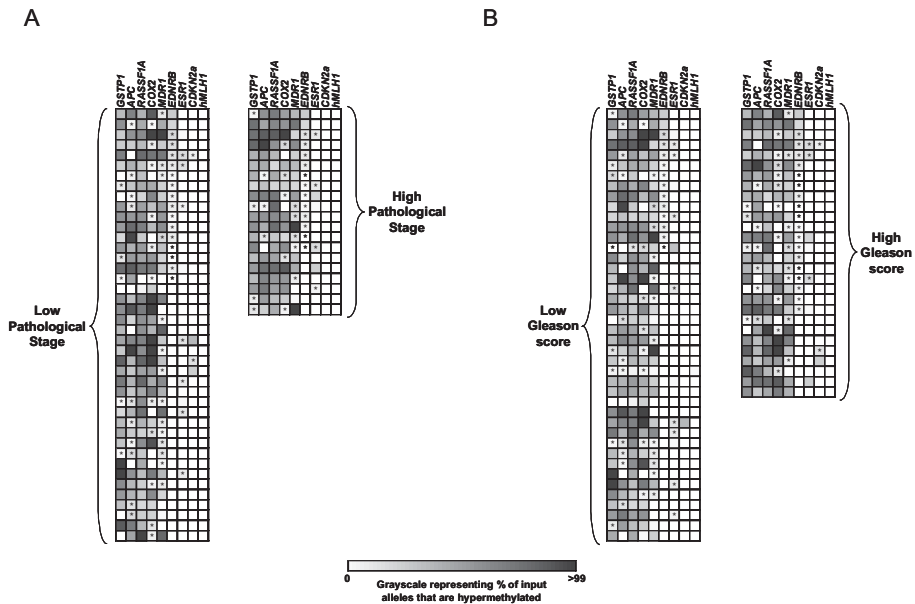 A
B
GSTP1 APC RASSF1A COX2 MDR1 EDNRB ESR1 CDKN2a hMLH1
GSTP1 APC RASSF1A COX2 MDR1 EDNRB ESR1 CDKN2a hMLH1
GSTP1 APC RASSF1A COX2 MDR1 EDNRB ESR1 CDKN2a hMLH1
GSTP1 APC RASSF1A COX2 MDR1 EDNRB ESR1 CDKN2a hMLH1
Low
Pathological
Stage
High
Pathological
Stage
Low
Gleason
score
High
Gleason
score
0
>99
Grayscale representing % of input
alleles that are hypermethylated